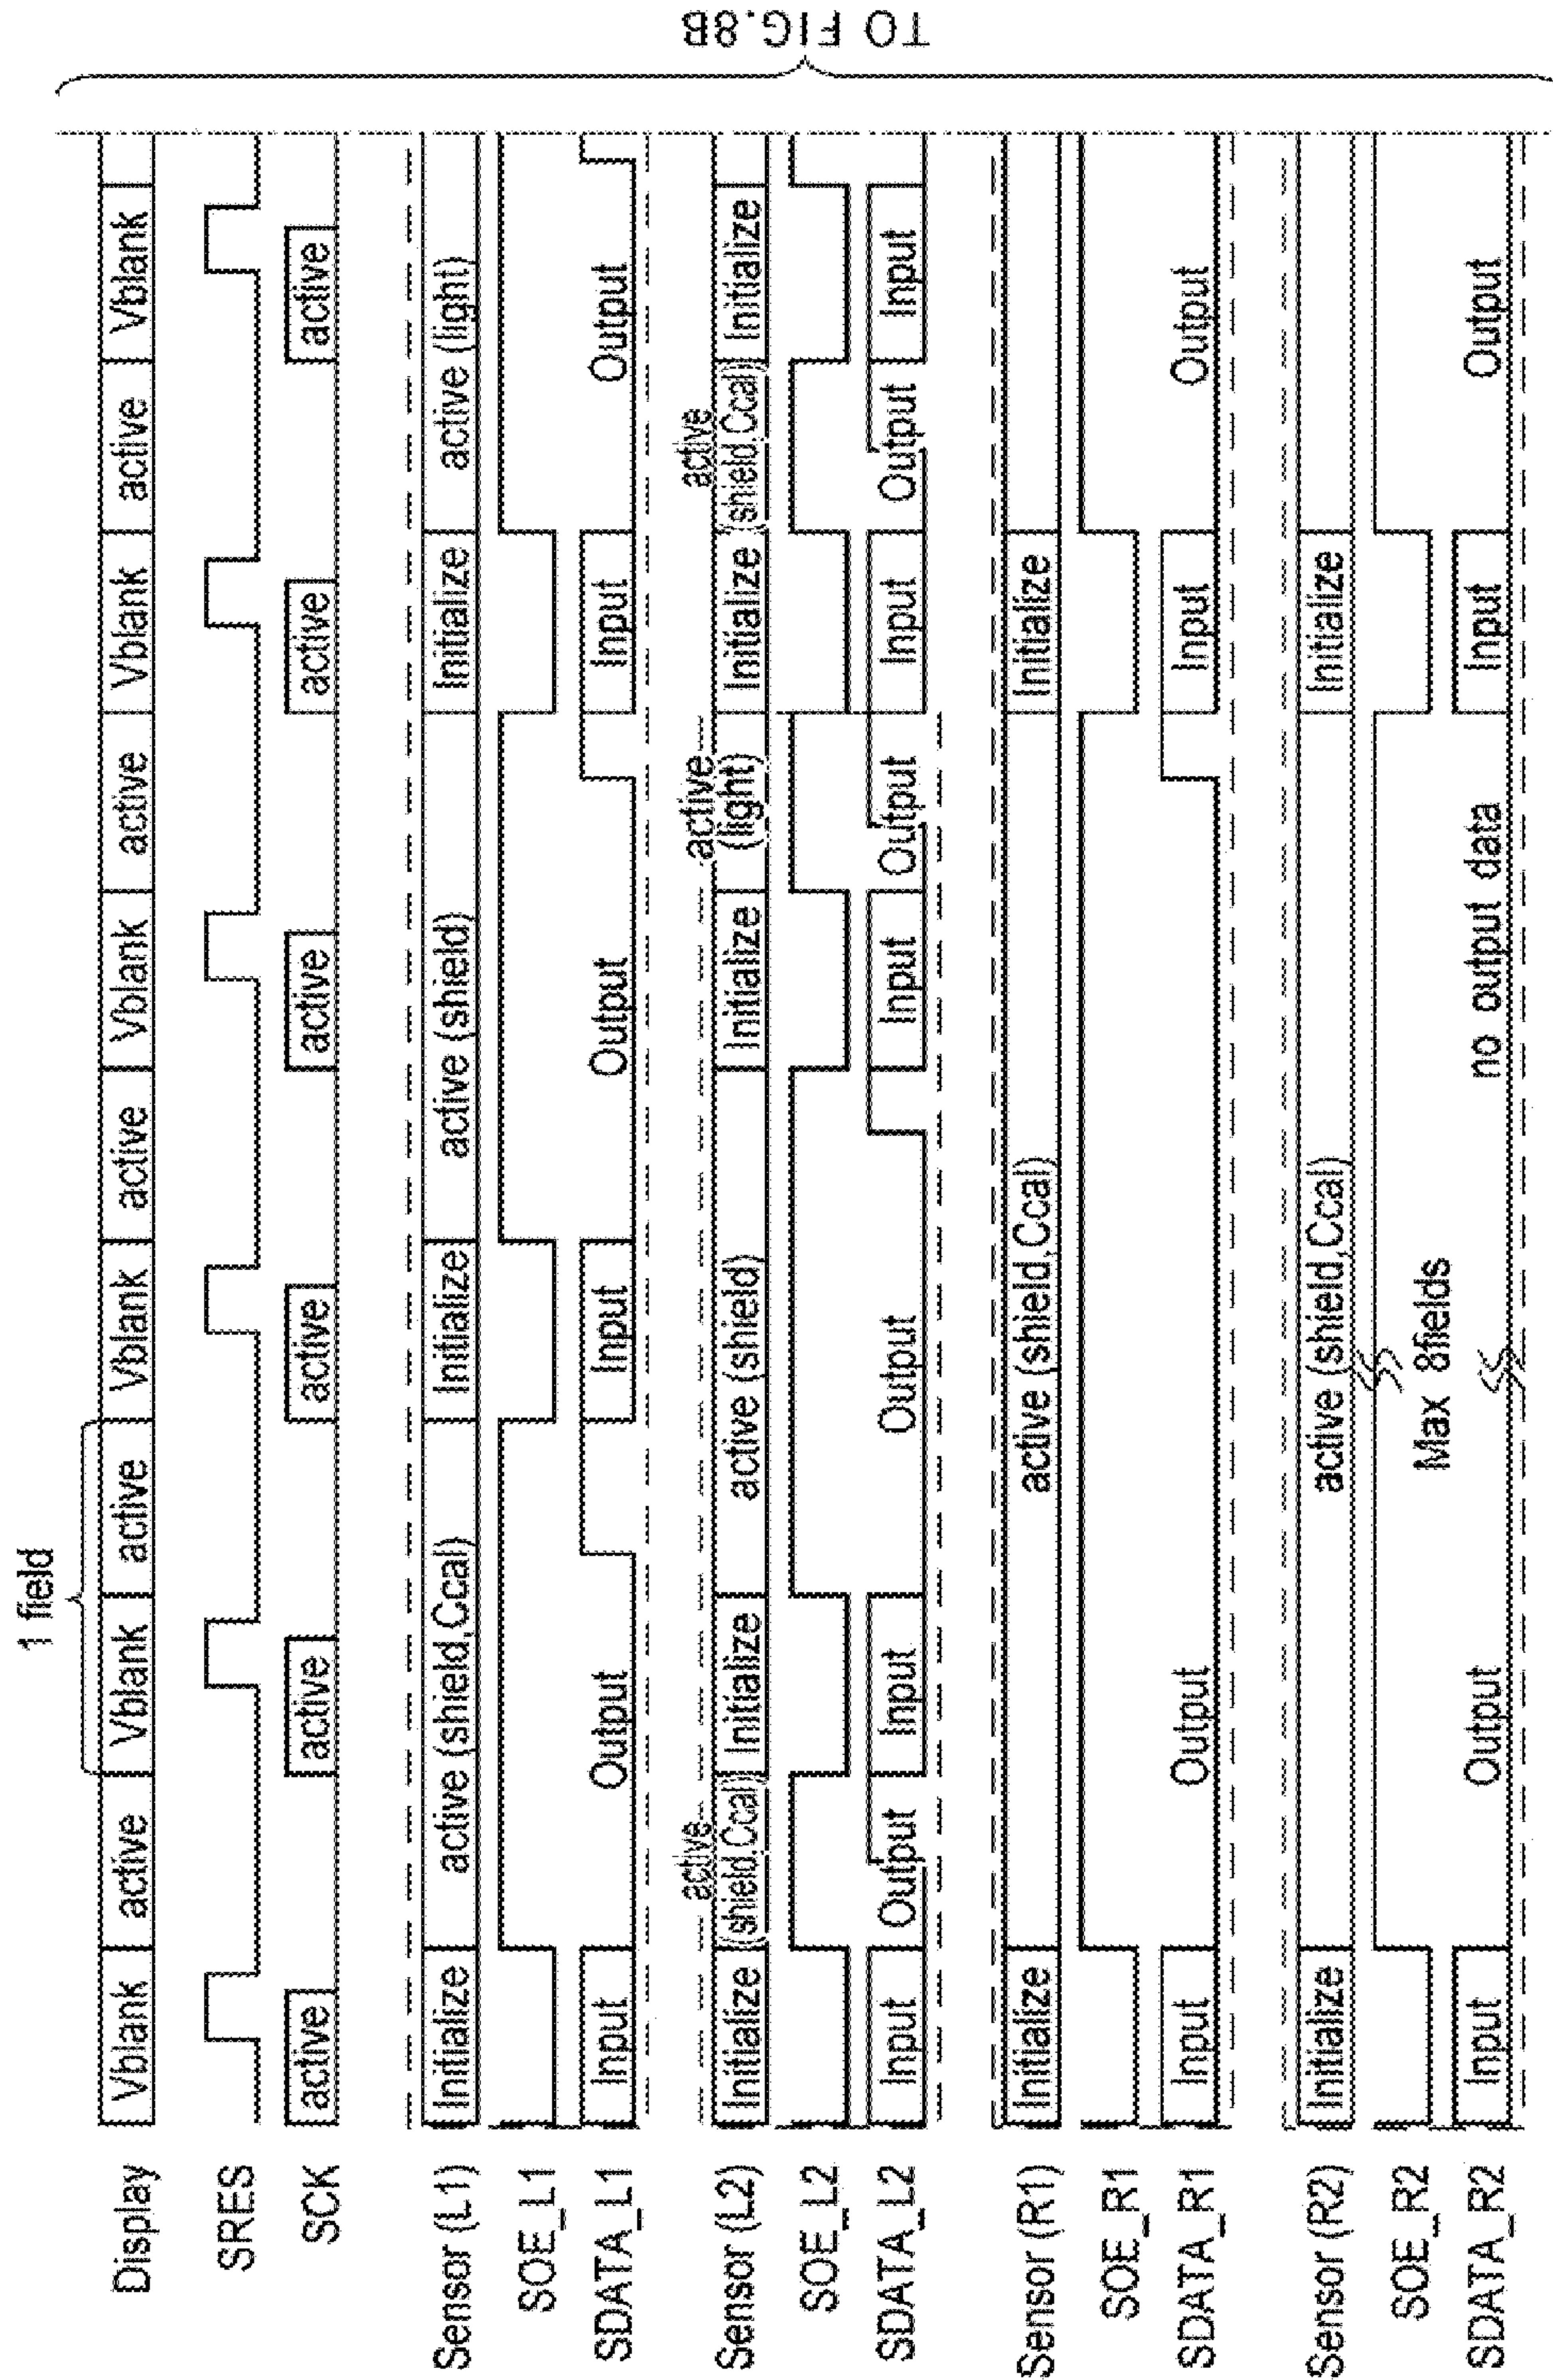 1 field
Display Vblank active Vblank active Vblank active Vblank active Vblank active Vblank
SRES
SCK active active active active active active
Sensor (L1) Initialize active (shield,Ccal) Initialize active (shield) Initialize active (light)
SOE_L1
SDATA_L1 Input Output Input Output Input Output
active active active
Sensor (L2) Initialize (shield,Ccal) Initialize active (shield) Initialize (light) Initialize (shield,Ccal) Initialize
SOE_L2
SDATA_L2 Input Output Input Output Input Output Input Output Input
Sensor (R1) Initialize active (shield,Ccal) Initialize
SOE_R1
SDATA_R1 Input Output Input Output
Sensor (R2) Initialize active (shield,Ccal) Initialize
SOE_R2 Max 8fields
SDATA_R2 Input Output no output data Input Output
TO FIG.8B